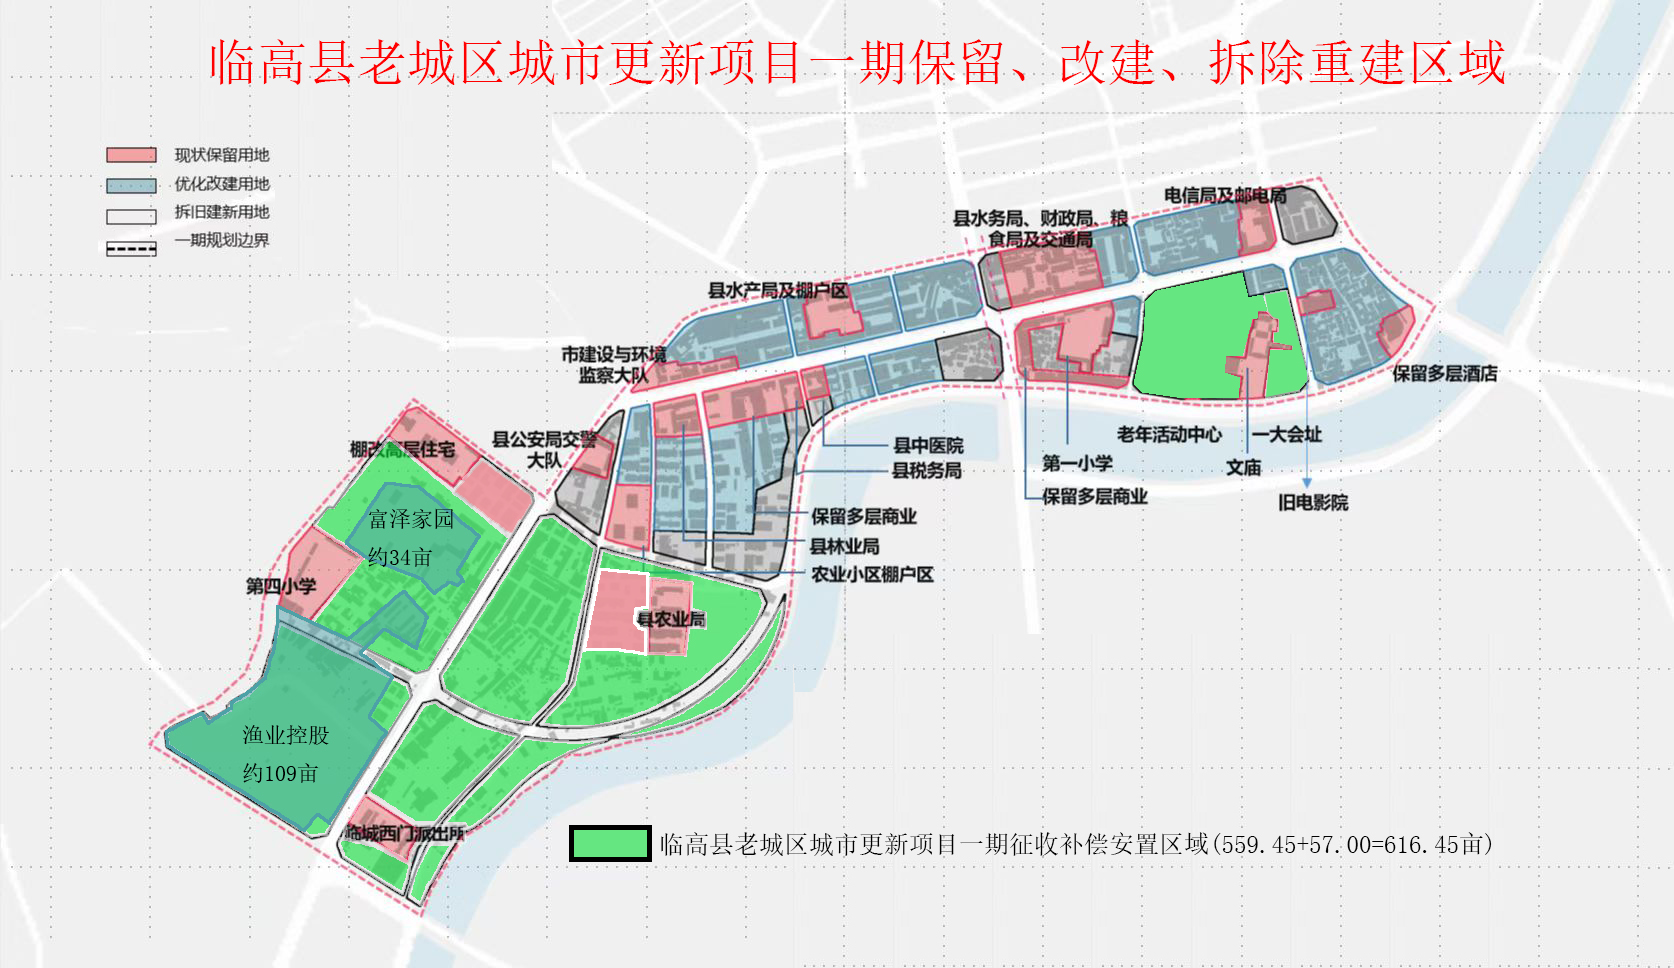 临高县老城区城市更新项目一期保留、改建、拆除重建区域
现状保留用地
优化改建用地
拆旧建新用地
一期规划边界
电信局及邮电局
县水务局、财政局、粮
食局及交通局
县水产局及棚户区
市建设与环境
监察大队
保留多层酒店
棚改高层住宅
县公安局交警
大队
县中医院
县税务局
老年活动中心
一大会址
第一小学
文庙
保留多层商业
旧电影院
富泽家园
约34亩
保留多层商业
县林业局
农业小区棚户区
第四小学
县农业局
渔业控股
约109亩
临城西门派出所
临高县老城区城市更新项目一期征收补偿安置区域(559.45+57.00=616.45亩)